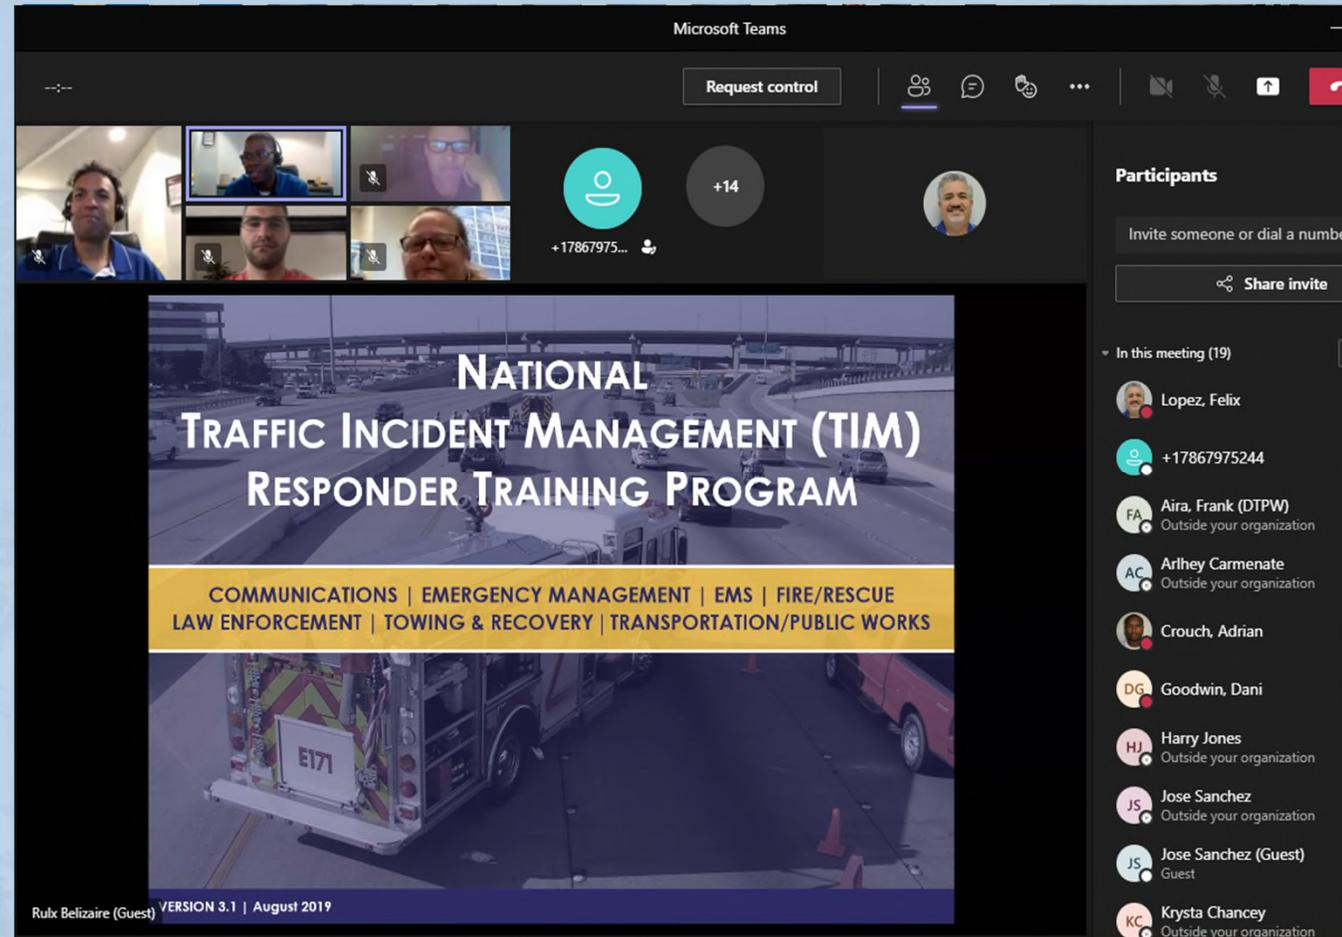 Microsoft Teams
--:--
Request control
+17867975...
+14
NATIONAL
TRAFFIC INCIDENT MANAGEMENT (TIM)
RESPONDER TRAINING PROGRAM
COMMUNICATIONS | EMERGENCY MANAGEMENT | EMS | FIRE/RESCUE
LAW ENFORCEMENT | TOWING & RECOVERY | TRANSPORTATION/PUBLIC WORKS
E171
VERSION 3.1 | August 2019
Rulx Belizaire (Guest)
Participants
Invite someone or dial a numbe
Share invite
In this meeting (19)
Lopez, Felix
+17867975244
FA
Aira, Frank (DTPW)
Outside your organization
AC
Arlhey Carmenate
Outside your organization
Crouch, Adrian
DG
Goodwin, Dani
HJ
Harry Jones
Outside your organization
JS
Jose Sanchez
Outside your organization
JS
Jose Sanchez (Guest)
Guest
KC
Krysta Chancey
Outside your organization